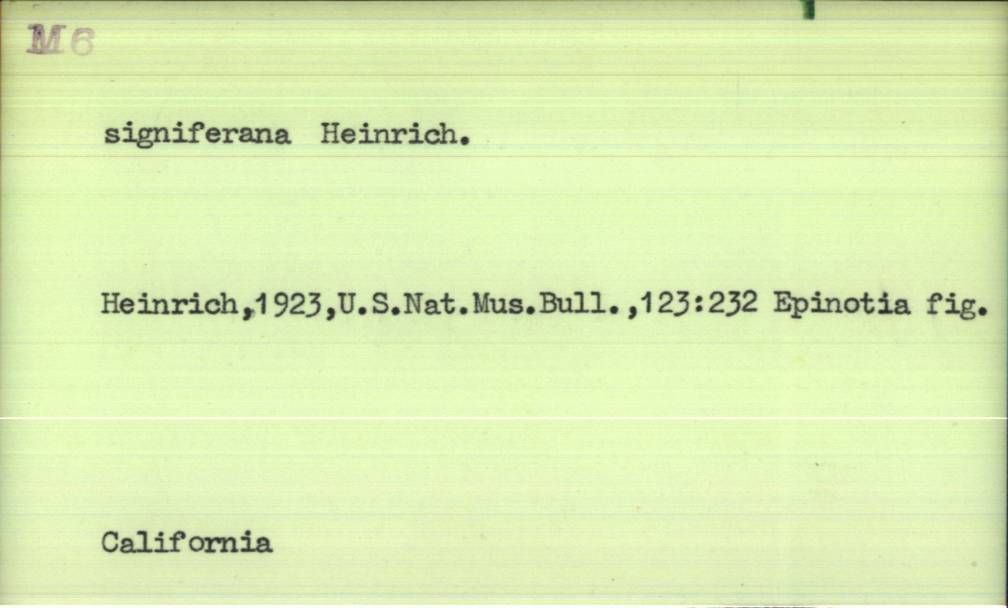 M6
signiferana Heinrich.
Heinrich,1923,U.S.Nat.Mus.Bull.,123:232 Epinotia fig.
California